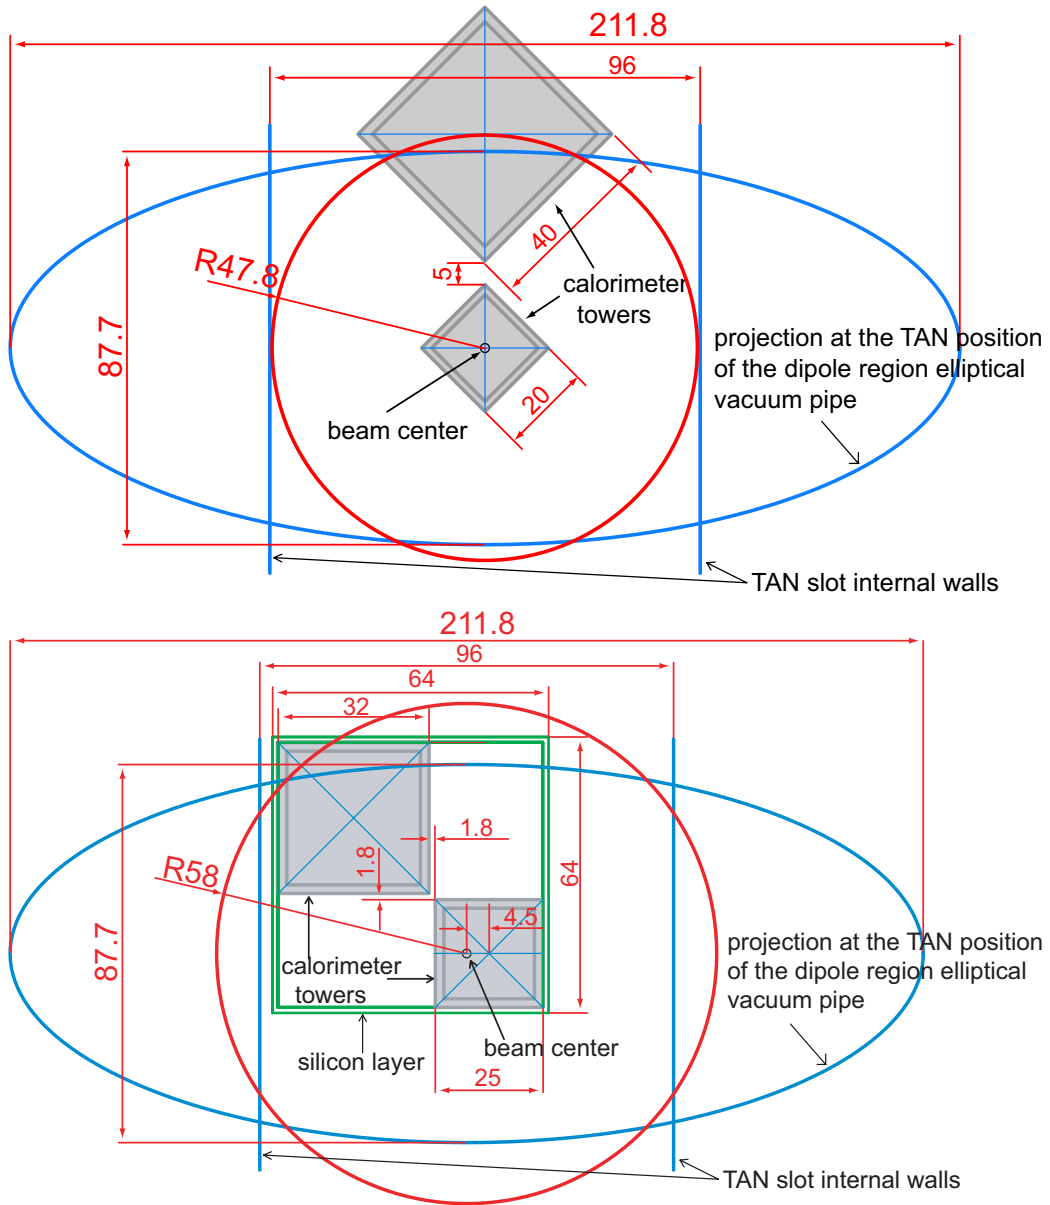 211.8
96
40
R47.8
5
calorimeter
towers
87.7
projection at the TAN position
of the dipole region elliptical
vacuum pipe
20
beam center
TAN slot internal walls
211.8
96
64
32
1.8
1.8
R58
64
4.5
87.7
projection at the TAN position
of the dipole region elliptical
vacuum pipe
calorimeter
towers
beam center
silicon layer
25
TAN slot internal walls